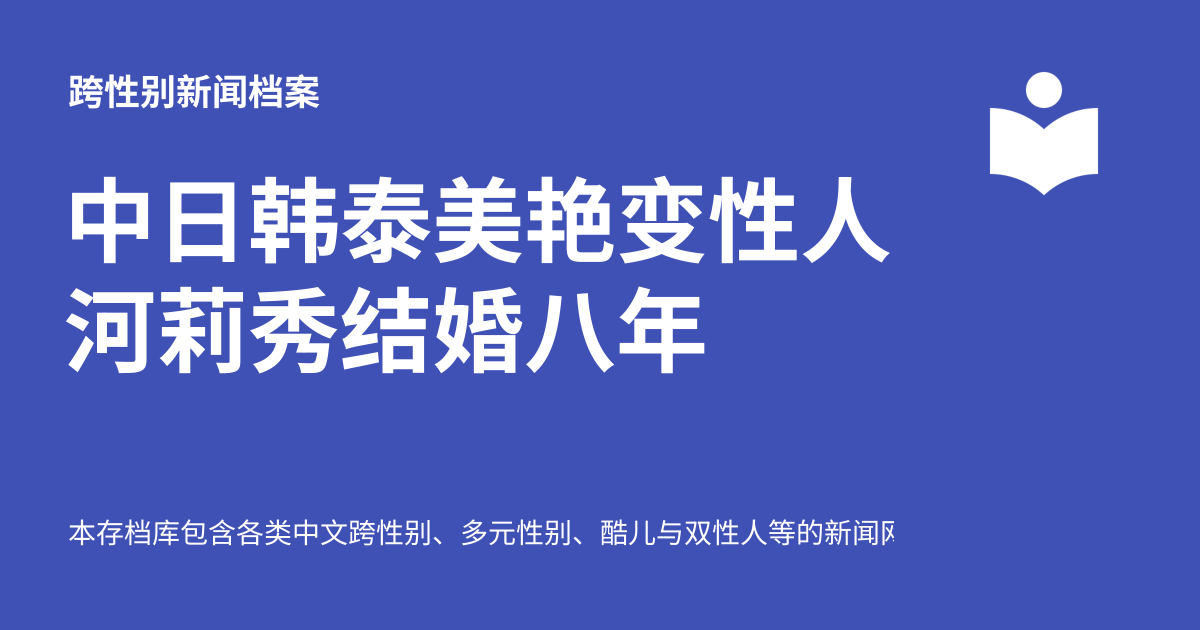 跨性别新闻档案
中日韩泰美艳变性人
河莉秀结婚八年
本存档库包含各类中文跨性别、多元性别、酷儿与双性人等的新闻